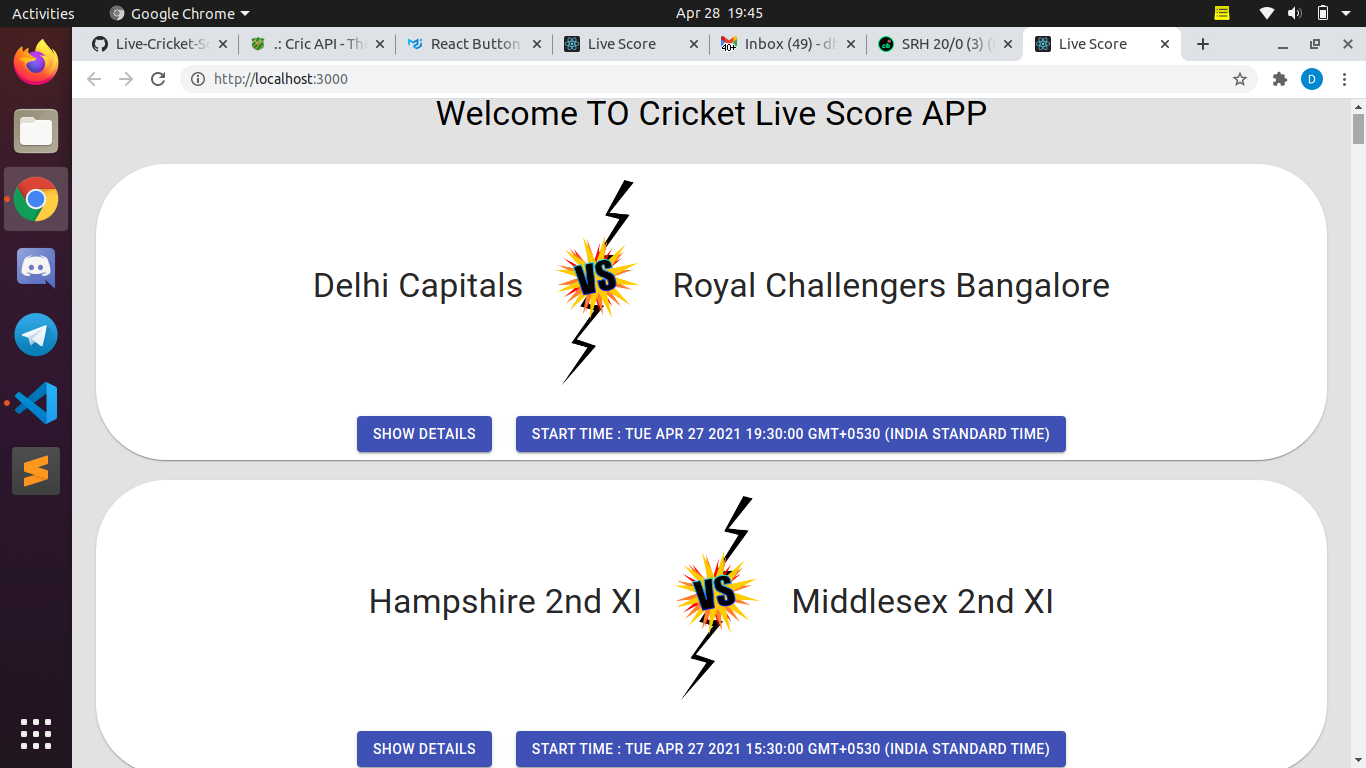 Activities
Google Chrome
Apr 28 19:45
Live-Cricket-Sc
.: Cric API - The
React Button
Live Score
40+
Inbox (49) - dh
SRH 20/0 (3) (
Live Score
http://localhost:3000
D
Welcome TO Cricket Live Score APP
Delhi Capitals
VS
Royal Challengers Bangalore
SHOW DETAILS
START TIME : TUE APR 27 2021 19:30:00 GMT+0530 (INDIA STANDARD TIME)
Hampshire 2nd XI
VS
Middlesex 2nd XI
SHOW DETAILS
START TIME : TUE APR 27 2021 15:30:00 GMT+0530 (INDIA STANDARD TIME)